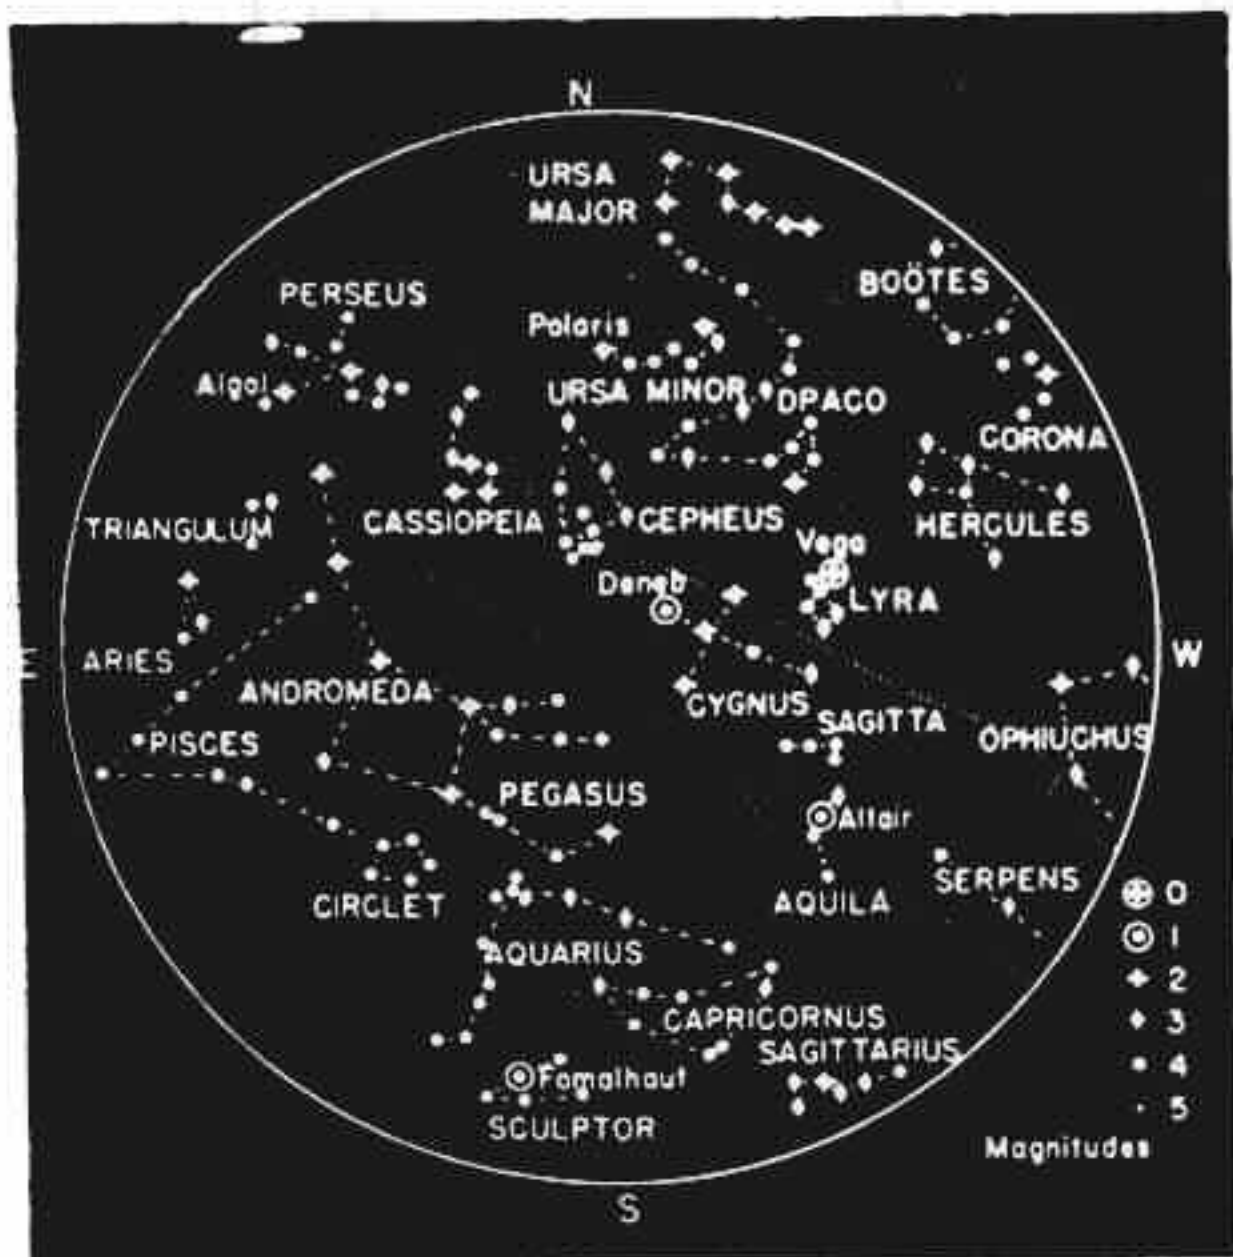 N
URSA
MAJOR
BOÖTES
PERSEUS
Polaris
Algol
URSA MINOR
DPACO
CORONA
TRIANGULUM
CASSIOPEIA
CEPHEUS
HERCULES
Vega
Deneb
LYRA
E
ARIES
W
ANDROMEDA
CYGNUS
SAGITTA
PISCES
OPHIUCHUS
PEGASUS
Altair
SERPENS
CIRCLET
AQUILA
0
1
AQUARIUS
2
CAPRICORNUS
3
SAGITTARIUS
4
Fomalhaut
5
SCULPTOR
Magnitudes
S